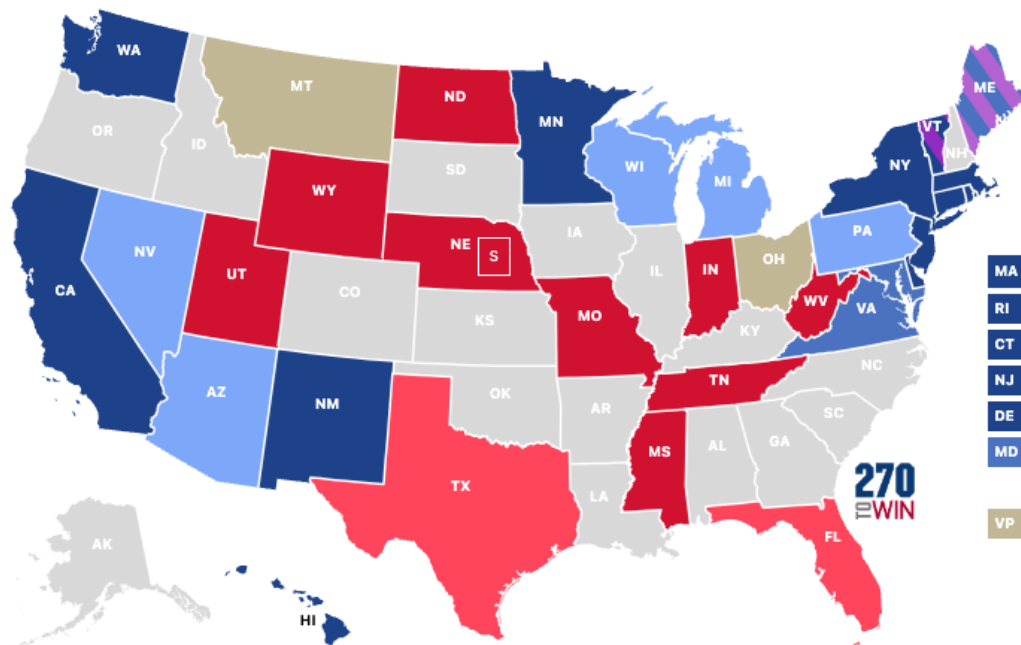 WA
MT
ND
MN
ME
OR
ID
VT
NH
SD
WI
MI
NY
WY
IA
PA
NE
S
NV
UT
IL
IN
OH
MA
CA
CO
WV
VA
RI
KS
MO
KY
CT
TN
NC
NJ
AZ
NM
OK
AR
SC
DE
MS
AL
GA
MD
TX
LA
270
TO WIN
VP
FL
AK
HI